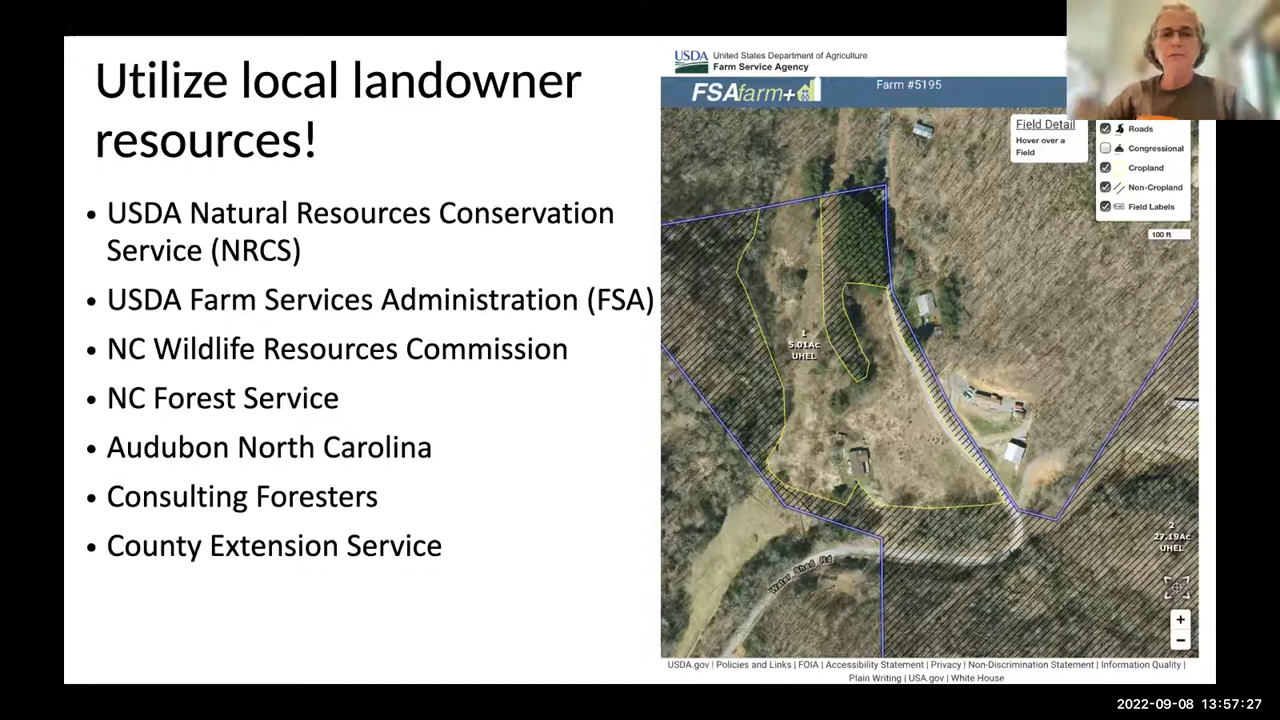 Utilize local landowner
resources!
• USDA Natural Resources Conservation
Service (NRCS)
• USDA Farm Services Administration (FSA)
• NC Wildlife Resources Commission
• NC Forest Service
• Audubon North Carolina
• Consulting Foresters
• County Extension Service
USDA United States Department of Agriculture
Farm Service Agency
FSAfarm+
Farm #5195
Field Detail
Hover over a
Field
Roads
Congressional
Cropland
Non-Cropland
Field Labels
100 ft
1
5.01Ac
UHEL
2
27.19Ac
UHEL
Water Shed Rd
+
−
USDA.gov | Policies and Links | FOIA | Accessibility Statement | Privacy | Non-Discrimination Statement | Information Quality |
Plain Writing | USA.gov | White House
2022-09-08 13:57:27